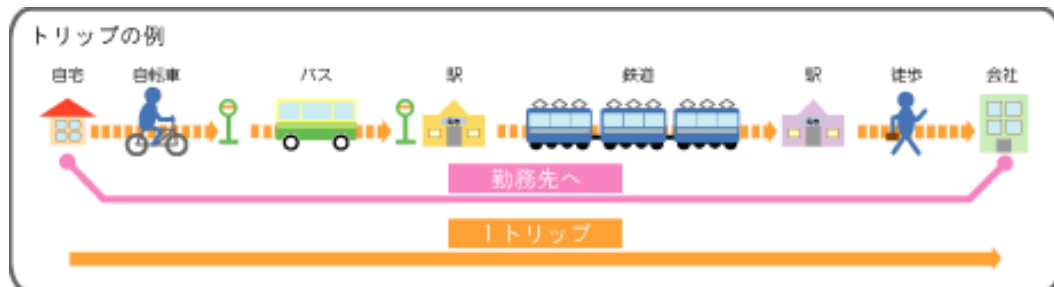 トリップの例
自宅 自転車 バス 駅 鉄道 駅 徒歩 会社
勤務先へ
1トリップ